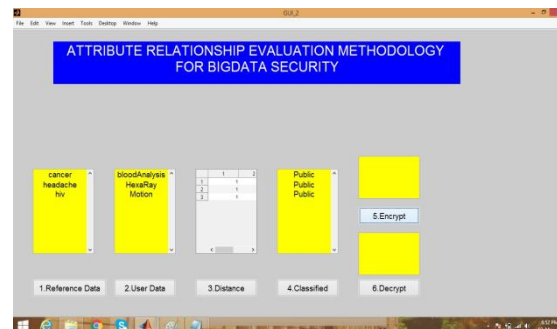 GUI_2
File Edit View Insert Tools Desktop Window Help
ATTRIBUTE RELATIONSHIP EVALUATION METHODOLOGY
FOR BIGDATA SECURITY
cancer
headache
hiv
bloodAnalysis
HexaRay
Motion
1 2
1 1
2 1
3 1
Public
Public
Public
5.Encrypt
1.Reference Data
2.User Data
3.Distance
4.Classified
6.Decrypt